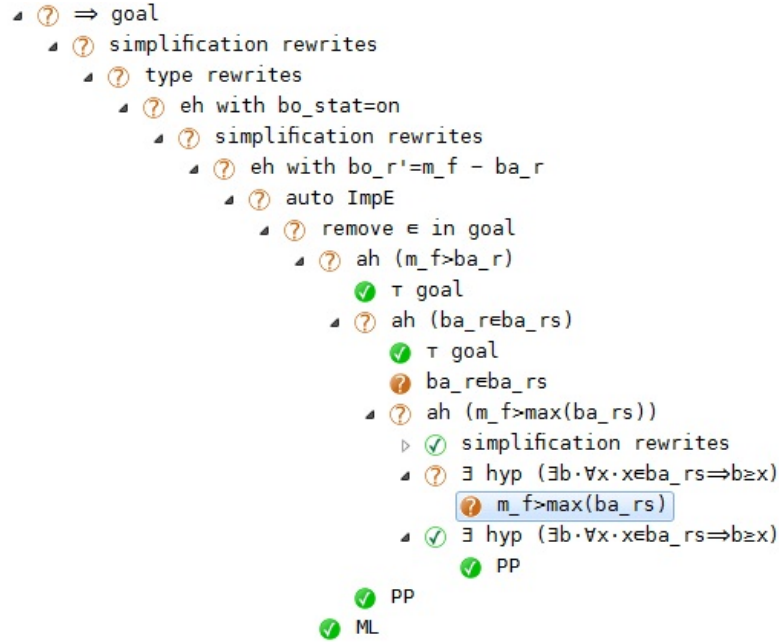 ⇒ goal
simplification rewrites
type rewrites
eh with bo_stat=on
simplification rewrites
eh with bo_r'=m_f − ba_r
auto ImpE
remove ∈ in goal
ah (m_f>ba_r)
⊤ goal
ah (ba_r∈ba_rs)
⊤ goal
ba_r∈ba_rs
ah (m_f>max(ba_rs))
simplification rewrites
∃ hyp (∃b·∀x·x∈ba_rs⇒b≥x)
m_f>max(ba_rs)
∃ hyp (∃b·∀x·x∈ba_rs⇒b≥x)
PP
PP
ML